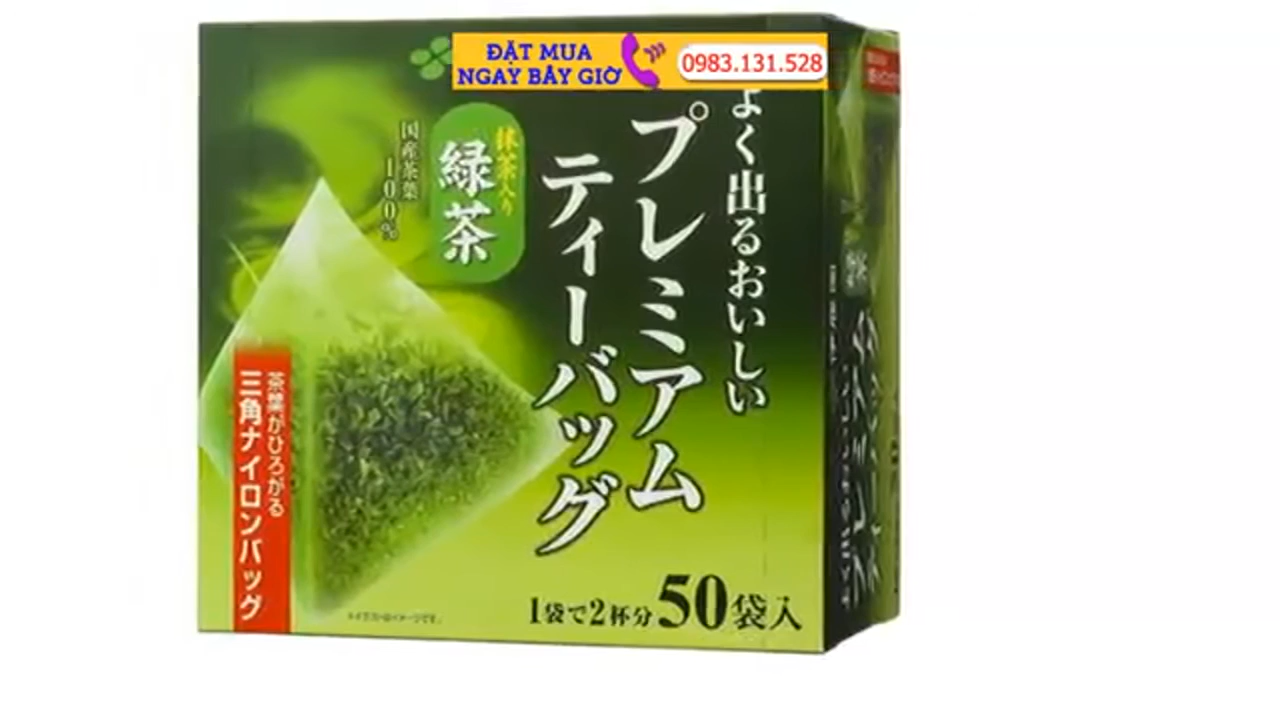 ĐẶT MUA
NGAY BÂY GIỜ
0983.131.528
よく出るおいしい
プレミアム
ティーバッグ
抹茶入り
緑茶
国産茶葉
100%
茶葉がひろがる
三角ナイロンバッグ
1袋で2杯分50袋入